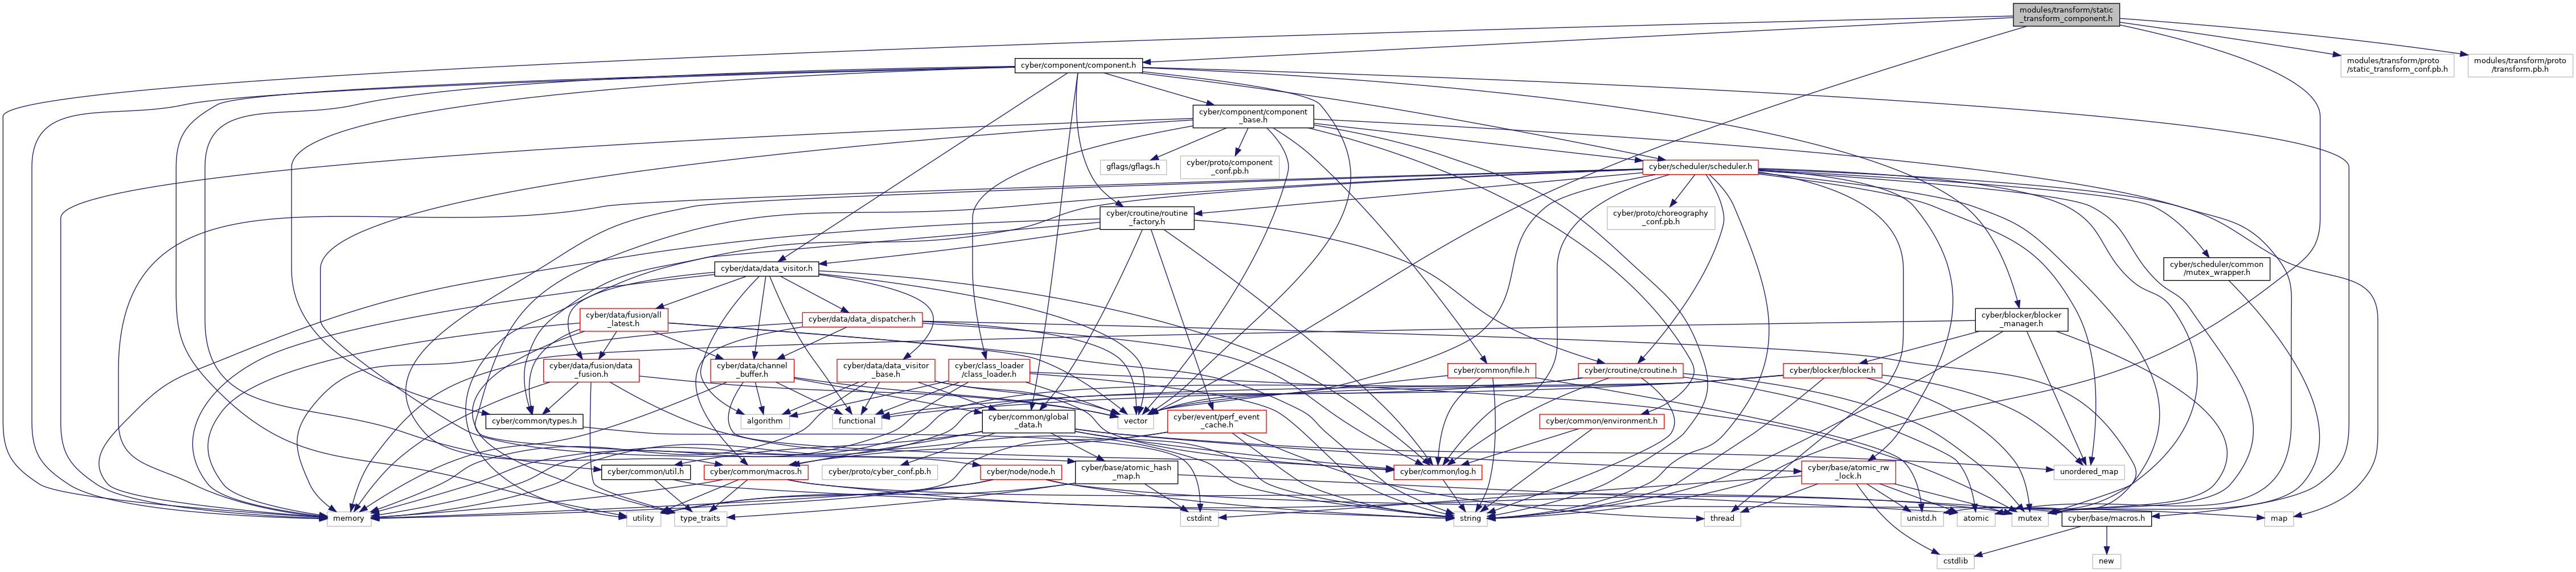 modules/transform/static
_transform_component.h
cyber/component/component.h
modules/transform/proto
/static_transform_conf.pb.h
modules/transform/proto
/transform.pb.h
cyber/component/component
_base.h
gflags/gflags.h
cyber/proto/component
_conf.pb.h
cyber/scheduler/scheduler.h
cyber/croutine/routine
_factory.h
cyber/proto/choreography
_conf.pb.h
cyber/data/data_visitor.h
cyber/scheduler/common
/mutex_wrapper.h
cyber/data/fusion/all
_latest.h
cyber/data/data_dispatcher.h
cyber/blocker/blocker
_manager.h
cyber/data/fusion/data
_fusion.h
cyber/data/channel
_buffer.h
cyber/data/data_visitor
_base.h
cyber/class_loader
/class_loader.h
cyber/common/file.h
cyber/croutine/croutine.h
cyber/blocker/blocker.h
cyber/common/types.h
algorithm
functional
cyber/common/global
_data.h
vector
cyber/event/perf_event
_cache.h
cyber/common/environment.h
cyber/common/util.h
cyber/common/macros.h
cyber/proto/cyber_conf.pb.h
cyber/node/node.h
cyber/base/atomic_hash
_map.h
cyber/common/log.h
cyber/base/atomic_rw
_lock.h
unordered_map
memory
utility
type_traits
cstdint
string
thread
unistd.h
atomic
mutex
cyber/base/macros.h
map
cstdlib
new